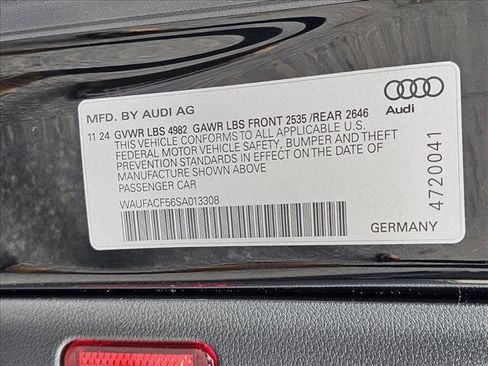 MFD. BY AUDI AG
11 24 GVWR LBS 4982 GAWR LBS FRONT 2535 /REAR 2646
THIS VEHICLE CONFORMS TO ALL APPLICABLE U.S.
FEDERAL MOTOR VEHICLE SAFETY, BUMPER AND THEFT
PREVENTION STANDARDS IN EFFECT ON THE DATE OF
MANUFACTURE SHOWN ABOVE
PASSENGER CAR
WAUFACF56SA013308
Audi
4720041
GERMANY